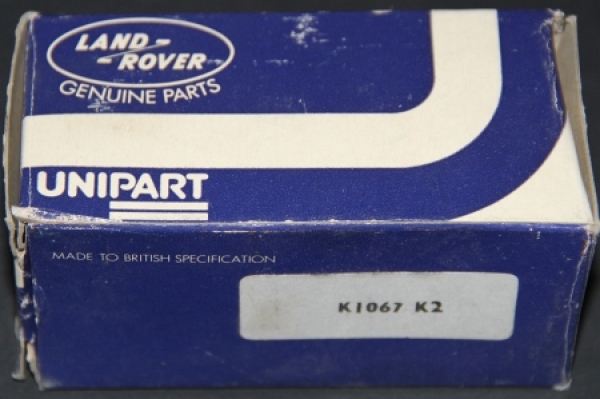 LAND-
-ROVER
GENUINE PARTS
UNIPART
MADE TO BRITISH SPECIFICATION
K1067 K2